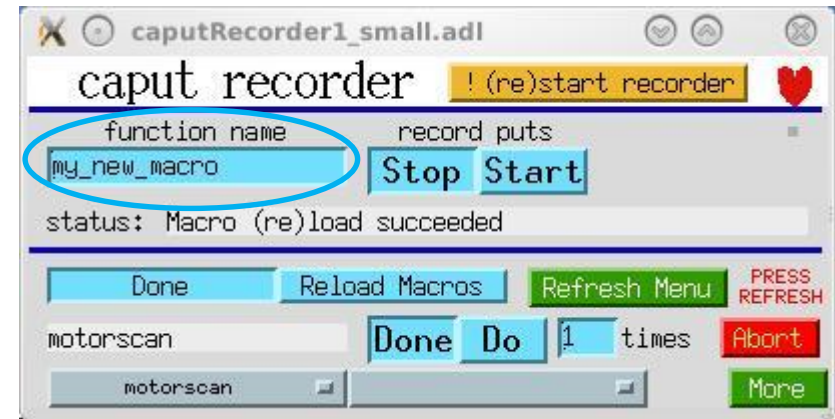 caputRecorder1_small.adl
caput recorder ! (re)start recorder
function name record puts
my_new_macro Stop Start
status: Macro (re)load succeeded
Done Reload Macros Refresh Menu PRESS REFRESH
motorscan Done Do 1 times Abort
motorscan More